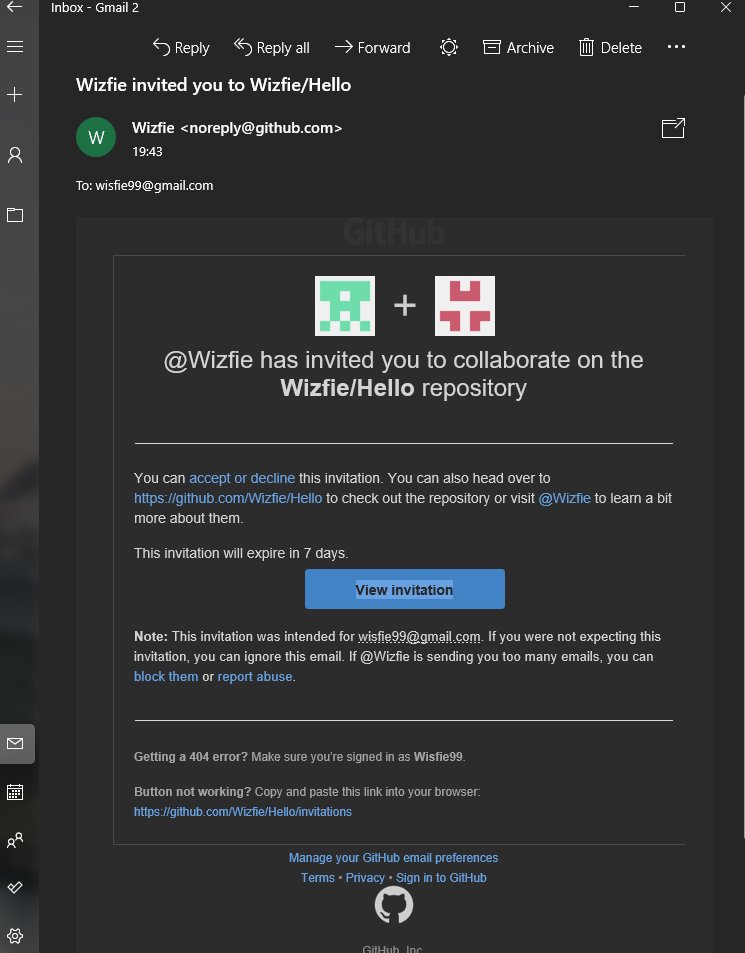 Inbox - Gmail 2
Reply
Reply all
Forward
Archive
Delete
Wizfie invited you to Wizfie/Hello
W
Wizfie <noreply@github.com>
19:43
To: wisfie99@gmail.com
GitHub
+
@Wizfie has invited you to collaborate on the
Wizfie/Hello repository
You can accept or decline this invitation. You can also head over to
https://github.com/Wizfie/Hello to check out the repository or visit @Wizfie to learn a bit
more about them.
This invitation will expire in 7 days.
View invitation
Note: This invitation was intended for wisfie99@gmail.com. If you were not expecting this
invitation, you can ignore this email. If @Wizfie is sending you too many emails, you can
block them or report abuse.
Getting a 404 error? Make sure you're signed in as Wisfie99.
Button not working? Copy and paste this link into your browser:
https://github.com/Wizfie/Hello/invitations
Manage your GitHub email preferences
Terms • Privacy • Sign in to GitHub
GitHub, Inc.